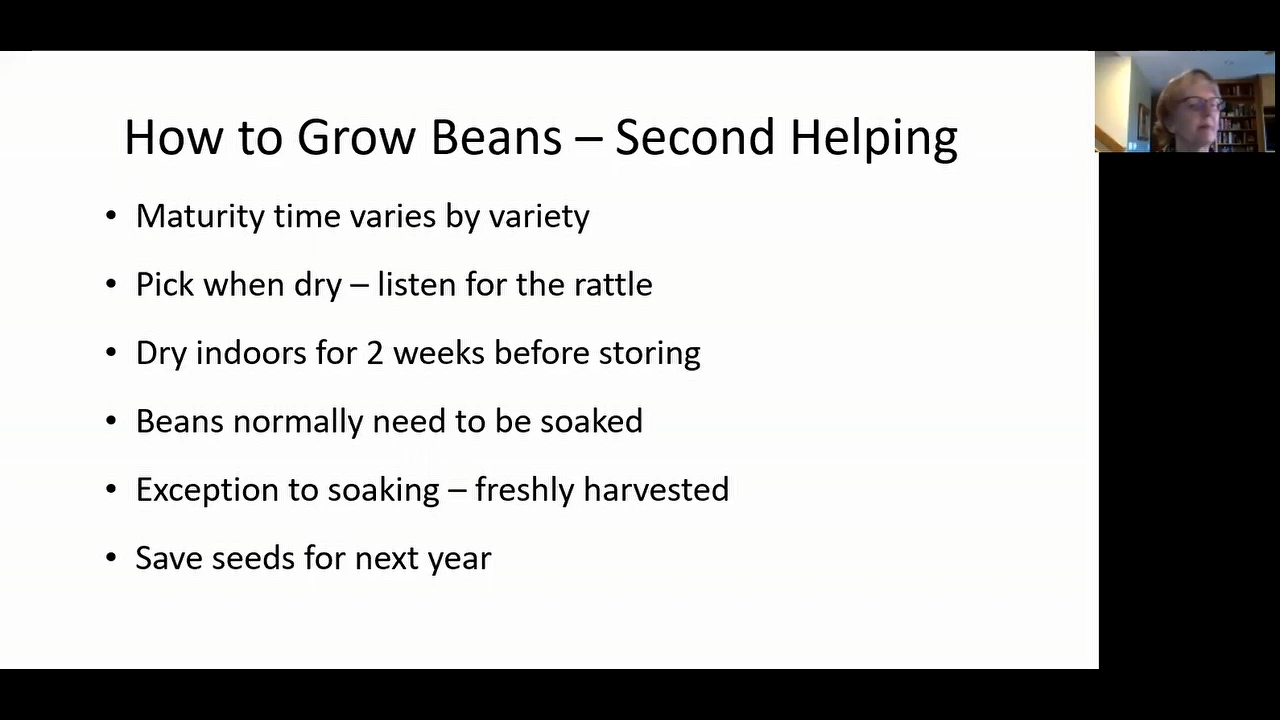 How to Grow Beans – Second Helping
• Maturity time varies by variety
• Pick when dry – listen for the rattle
• Dry indoors for 2 weeks before storing
• Beans normally need to be soaked
• Exception to soaking – freshly harvested
• Save seeds for next year